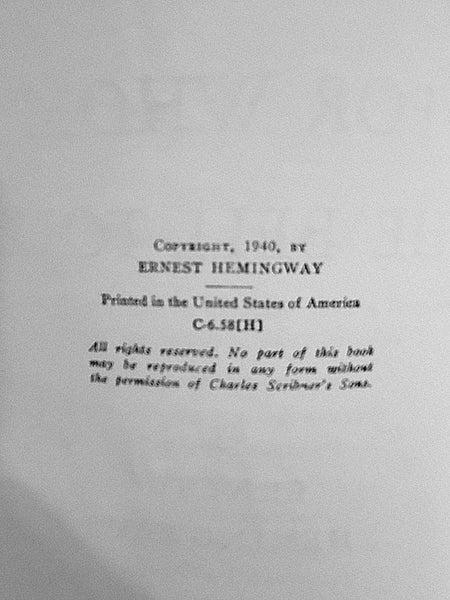 COPYRIGHT, 1940, BY
ERNEST HEMINGWAY
Printed in the United States of America
C-6.58[H]
All rights reserved. No part of this book
may be reproduced in any form without
the permission of Charles Scribner's Sons.